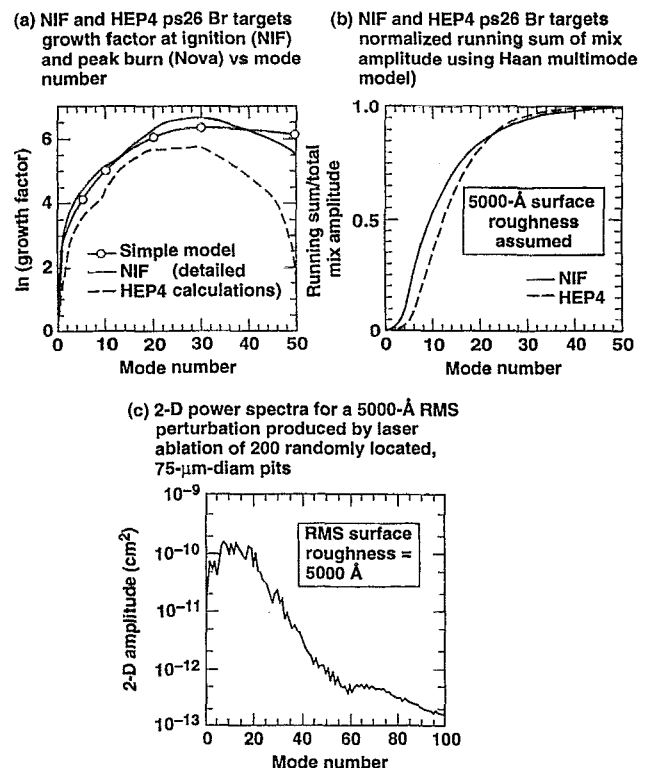 (a) NIF and HEP4 ps26 Br targets
growth factor at ignition (NIF)
and peak burn (Nova) vs mode
number
ln (growth factor)
6
4
2
0
Simple model
NIF (detailed
HEP4 calculations)
0 10 20 30 40 50
Mode number
(b) NIF and HEP4 ps26 Br targets
normalized running sum of mix
amplitude using Haan multimode
model)
Running sum/total
mix amplitude
1.0
0.5
0
5000-Å surface
roughness
assumed
NIF
HEP4
0 10 20 30 40 50
Mode number
(c) 2-D power spectra for a 5000-Å RMS
perturbation produced by laser
ablation of 200 randomly located,
75-μm-diam pits
2-D amplitude (cm²)
10⁻⁹
10⁻¹⁰
10⁻¹¹
10⁻¹²
10⁻¹³
RMS surface
roughness =
5000 Å
0 20 40 60 80 100
Mode number